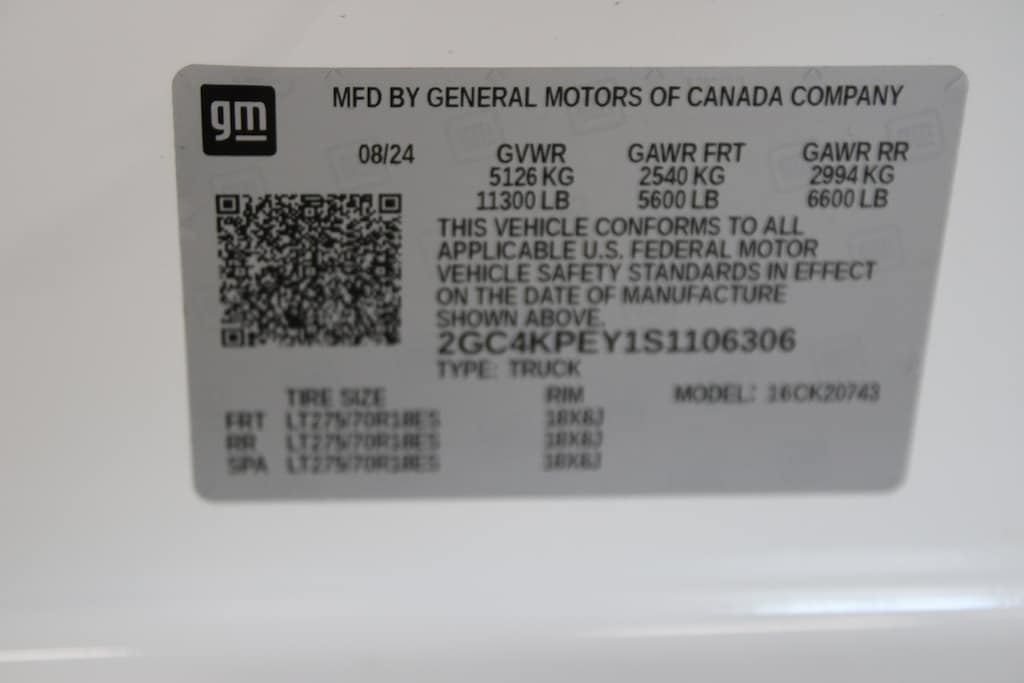 gm
MFD BY GENERAL MOTORS OF CANADA COMPANY
08/24 GVWR GAWR FRT GAWR RR
5126 KG 2540 KG 2994 KG
11300 LB 5600 LB 6600 LB
THIS VEHICLE CONFORMS TO ALL
APPLICABLE U.S. FEDERAL MOTOR
VEHICLE SAFETY STANDARDS IN EFFECT
ON THE DATE OF MANUFACTURE
SHOWN ABOVE.
2GC4KPEY1S1106306
TYPE: TRUCK
TIRE SIZE RIM MODEL: 16CK20743
FRT LT275/70R18ES 18X8J
RR LT275/70R18ES 18X8J
SPA LT275/70R18ES 18X8J